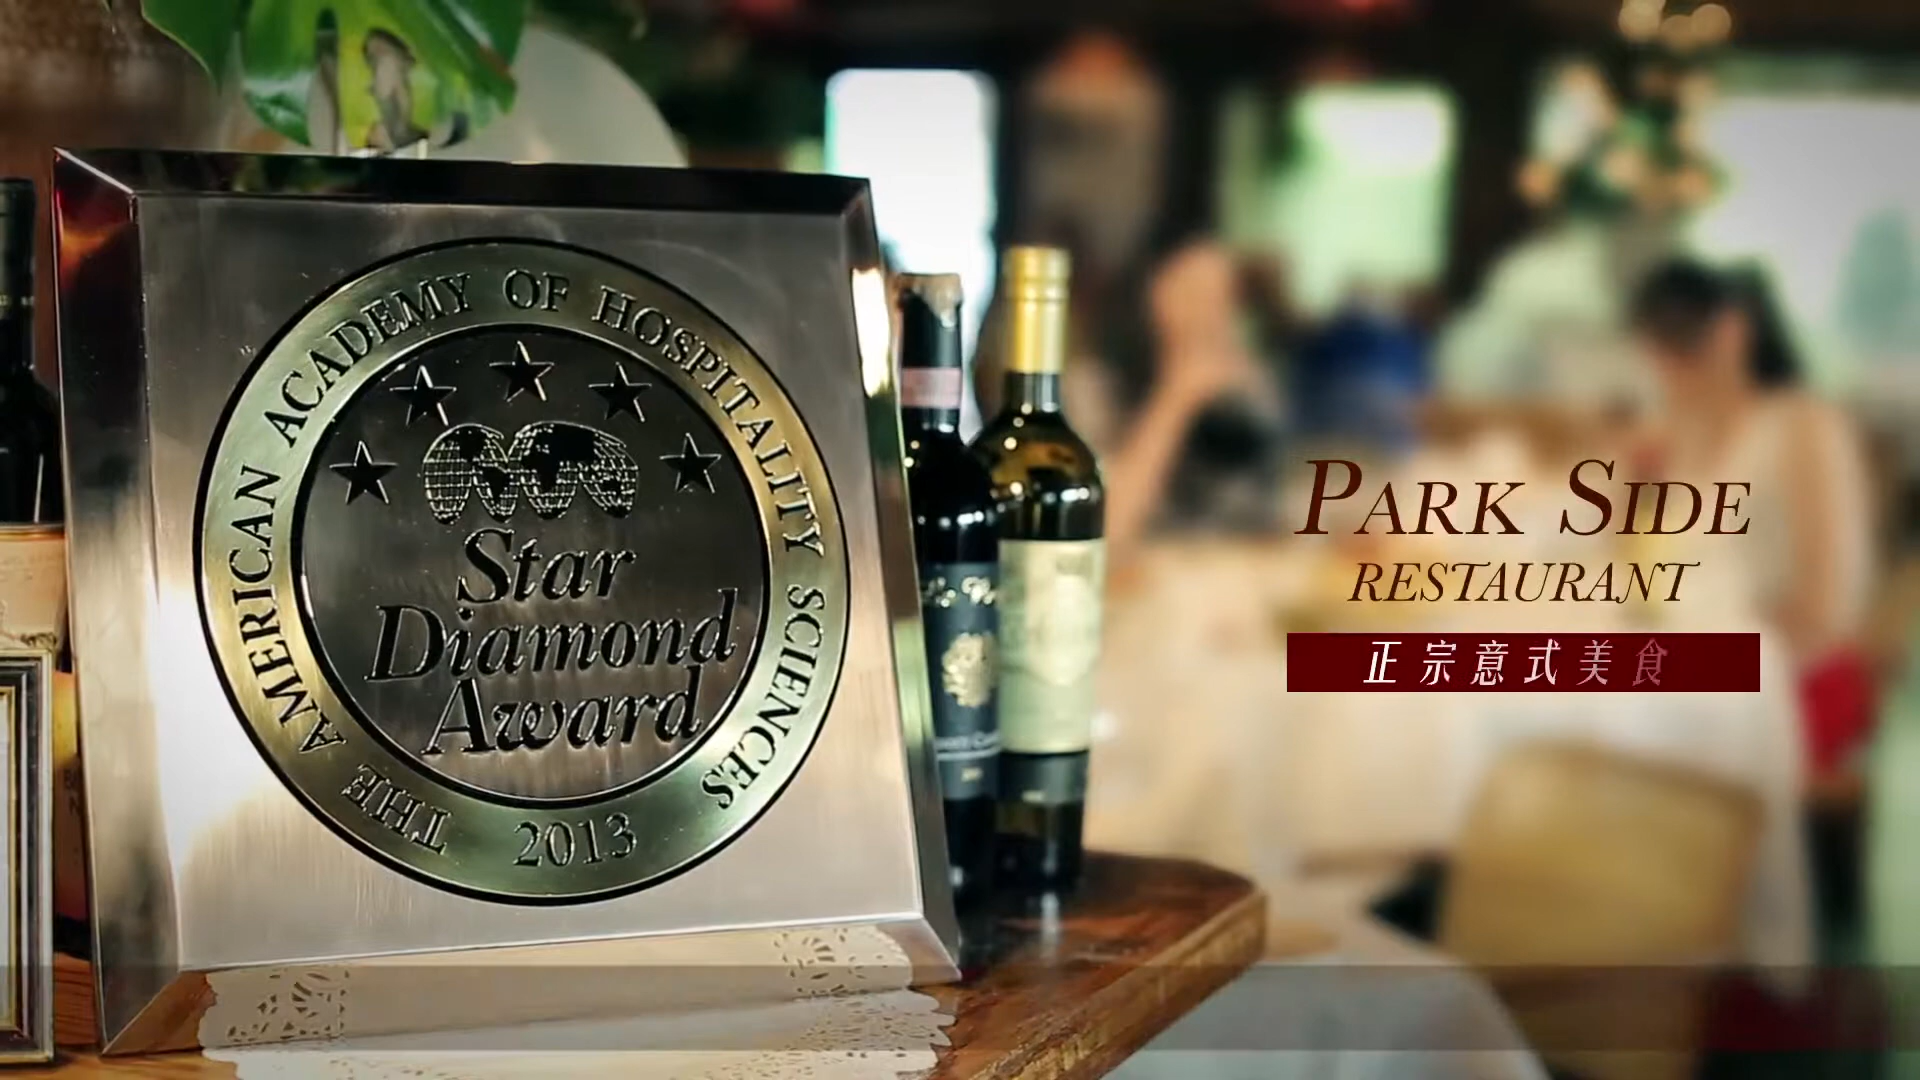 THE AMERICAN ACADEMY OF HOSPITALITY SCIENCES
Star
Diamond
Award
2013
PARK SIDE
RESTAURANT
正宗意式美食